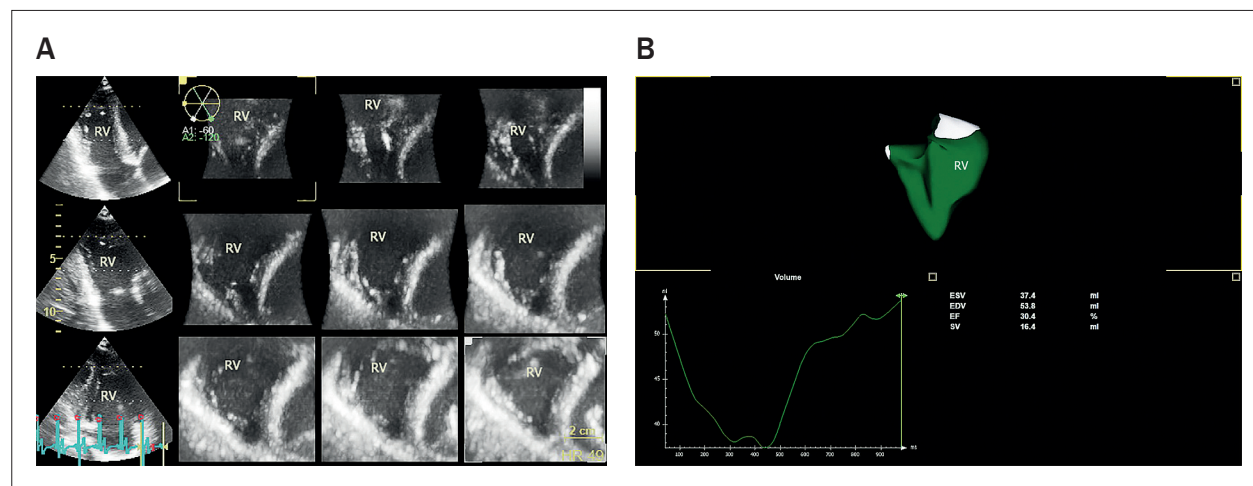 A
B
RV
RV
A1: -60
A2: -120
RV
RV
RV
5
10
RV
RV
RV
RV
RV
RV
RV
2 cm
HR 49
RV
Volume
ml
50
45
40
100 200 300 400 500 600 700 800 900
ms
ESV 37.4 ml
EDV 53.8 ml
EF 30.4 %
SV 16.4 ml